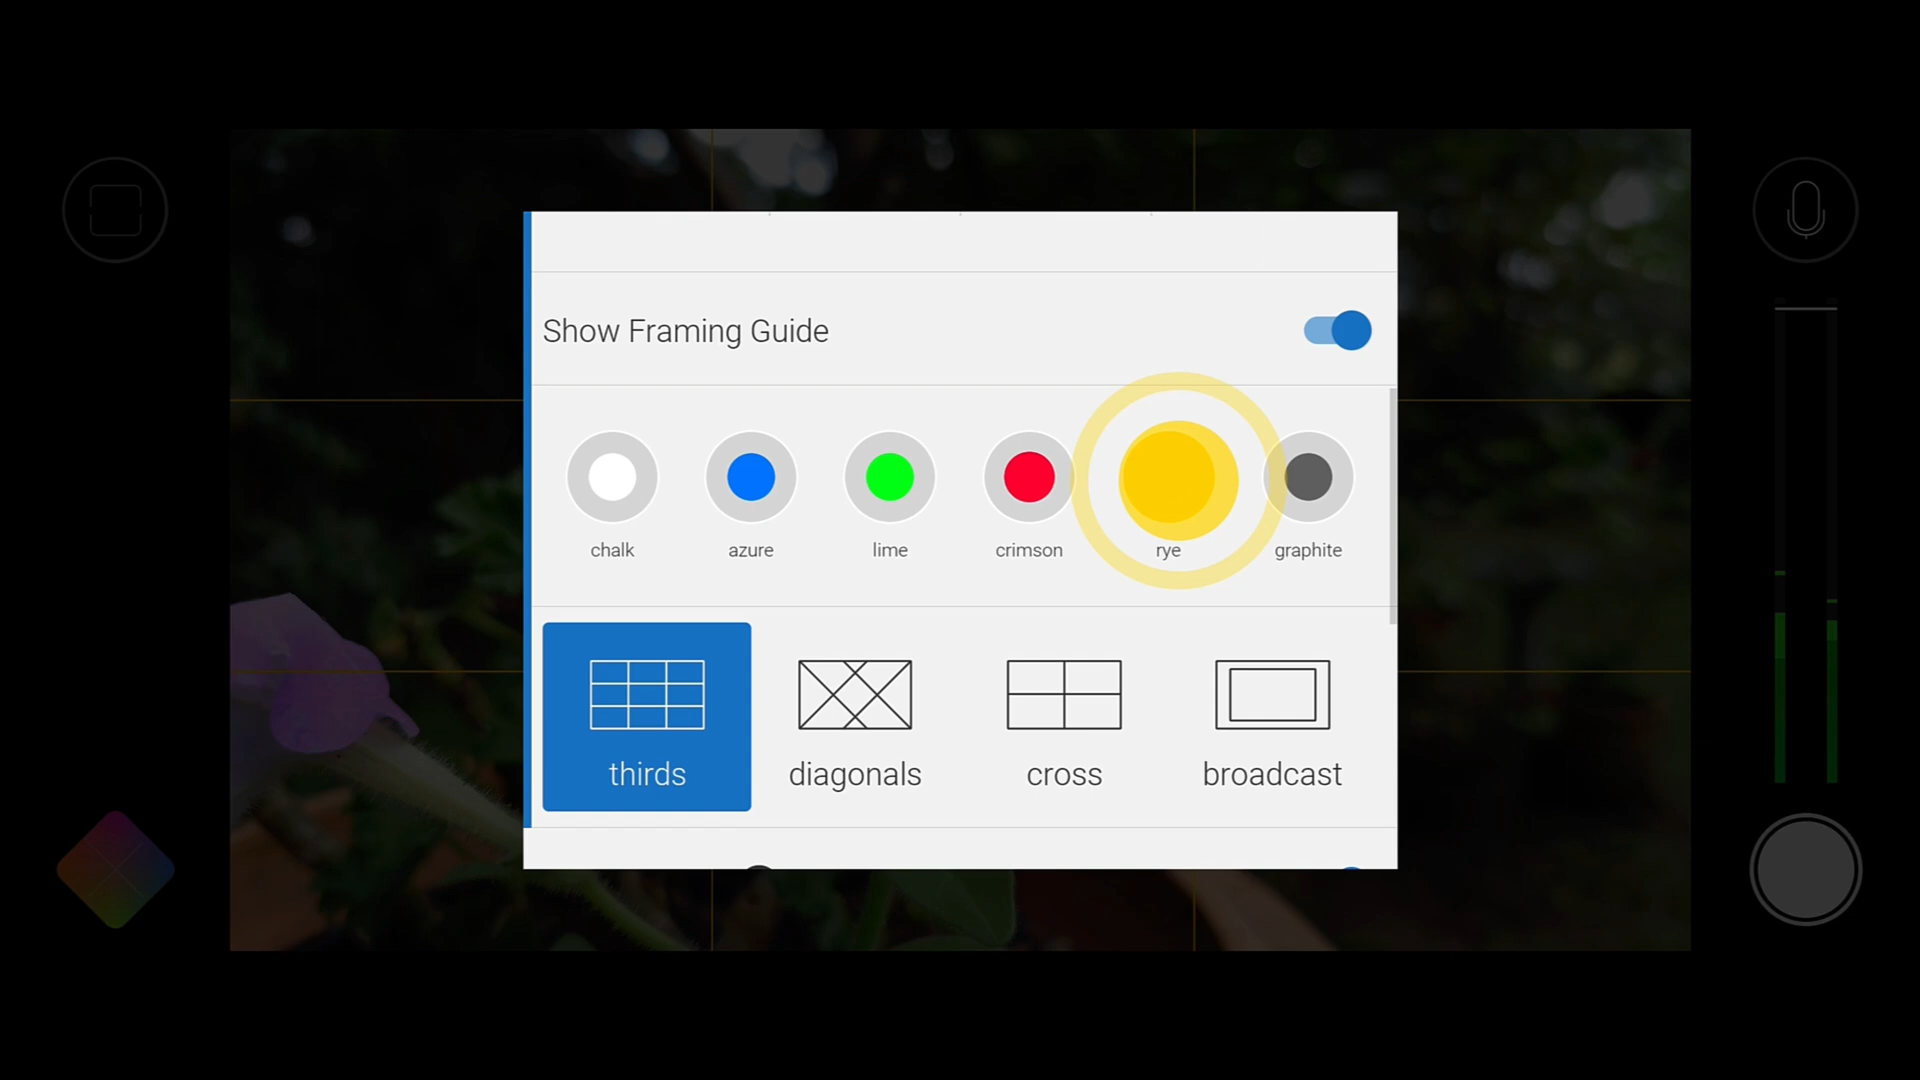 Show Framing Guide
chalk
azure
lime
crimson
rye
graphite
thirds
diagonals
cross
broadcast